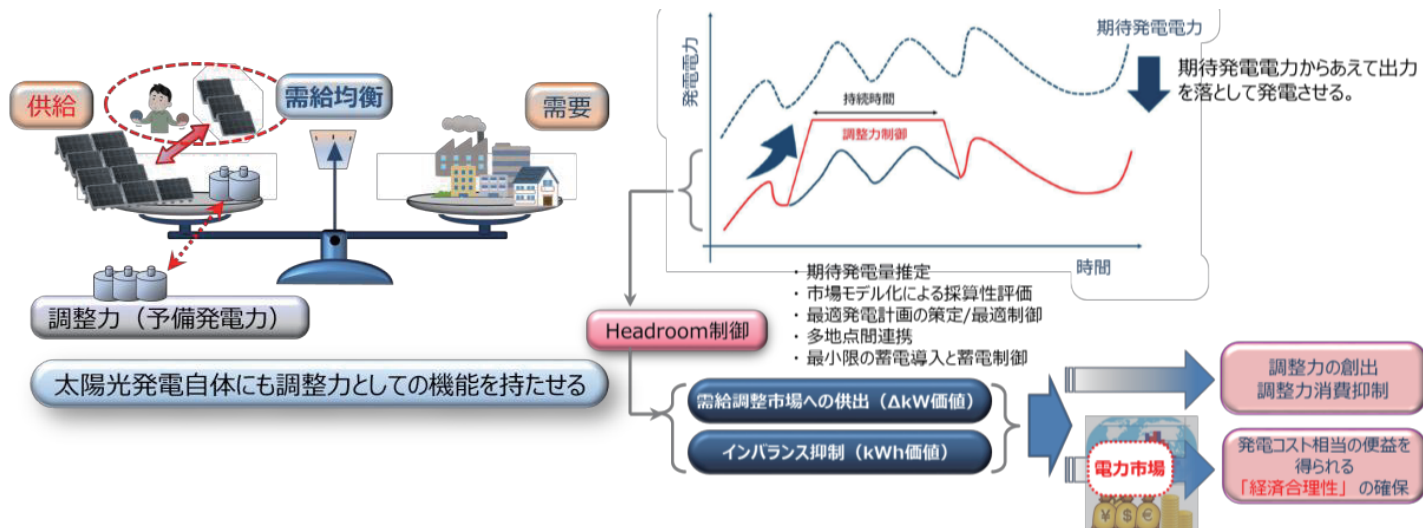 供給
需給均衡
需要
調整力（予備発電力）
太陽光発電自体にも調整力としての機能を持たせる
発電電力
期待発電電力
期待発電電力からあえて出力
を落として発電させる。
持続時間
調整力制御
時間
Headroom制御
・期待発電量推定
・市場モデル化による採算性評価
・最適発電計画の策定/最適制御
・多地点間連携
・最小限の蓄電導入と蓄電制御
需給調整市場への供出（ΔkW価値）
インバランス抑制（kWh価値）
電力市場
¥ $ €
調整力の創出
調整力消費抑制
発電コスト相当の便益を
得られる
「経済合理性」の確保